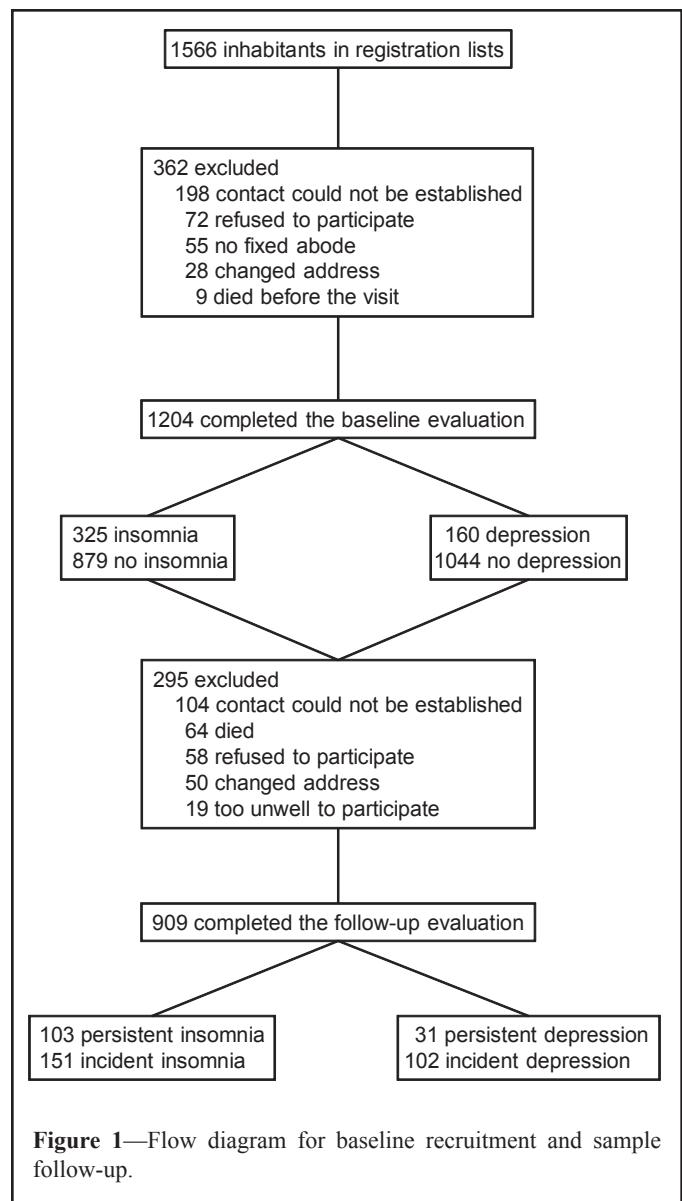 1566 inhabitants in registration lists
362 excluded
198 contact could not be established
72 refused to participate
55 no fixed abode
28 changed address
9 died before the visit
1204 completed the baseline evaluation
325 insomnia
879 no insomnia
160 depression
1044 no depression
295 excluded
104 contact could not be established
64 died
58 refused to participate
50 changed address
19 too unwell to participate
909 completed the follow-up evaluation
103 persistent insomnia
151 incident insomnia
31 persistent depression
102 incident depression
Figure 1—Flow diagram for baseline recruitment and sample
follow-up.